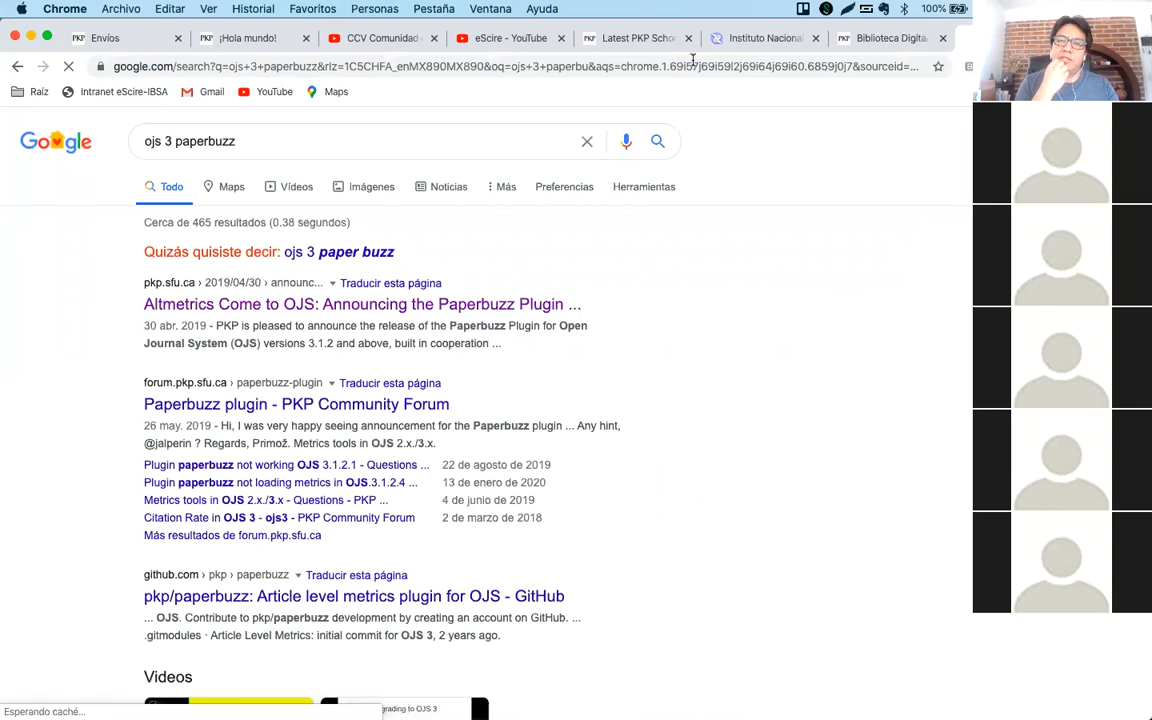 Chrome Archivo Editar Ver Historial Favoritos Personas Pestaña Ventana Ayuda 100%
PKP Envíos
PKP ¡Hola mundo!
CCV Comunidad
eScire - YouTube
PKP Latest PKP Schoo
Instituto Nacional
PKP Biblioteca Digita
google.com/search?q=ojs+3+paperbuzz&rlz=1C5CHFA_enMX890MX890&oq=ojs+3+paperbu&aqs=chrome.1.69i57j69i59l2j69i64j69i60.6859j0j7&sourceid=...
Raíz Intranet eScire-IBSA Gmail YouTube Maps
Google
ojs 3 paperbuzz
Todo Maps Vídeos Imágenes Noticias Más Preferencias Herramientas
Cerca de 465 resultados (0.38 segundos)
Quizás quisiste decir: ojs 3 paper buzz
pkp.sfu.ca › 2019/04/30 › announc... Traducir esta página
Altmetrics Come to OJS: Announcing the Paperbuzz Plugin ...
30 abr. 2019 - PKP is pleased to announce the release of the Paperbuzz Plugin for Open
Journal System (OJS) versions 3.1.2 and above, built in cooperation ...
forum.pkp.sfu.ca › paperbuzz-plugin Traducir esta página
Paperbuzz plugin - PKP Community Forum
26 may. 2019 - Hi, I was very happy seeing announcement for the Paperbuzz plugin ... Any hint,
@jalperin ? Regards, Primož. Metrics tools in OJS 2.x./3.x.
Plugin paperbuzz not working OJS 3.1.2.1 - Questions ... 22 de agosto de 2019
Plugin paperbuzz not loading metrics in OJS.3.1.2.4 ... 13 de enero de 2020
Metrics tools in OJS 2.x./3.x - Questions - PKP ... 4 de junio de 2019
Citation Rate in OJS 3 - ojs3 - PKP Community Forum 2 de marzo de 2018
Más resultados de forum.pkp.sfu.ca
github.com › pkp › paperbuzz Traducir esta página
pkp/paperbuzz: Article level metrics plugin for OJS - GitHub
... OJS. Contribute to pkp/paperbuzz development by creating an account on GitHub. ...
.gitmodules · Article Level Metrics: initial commit for OJS 3, 2 years ago.
Videos
grading to OJS 3
Esperando caché...